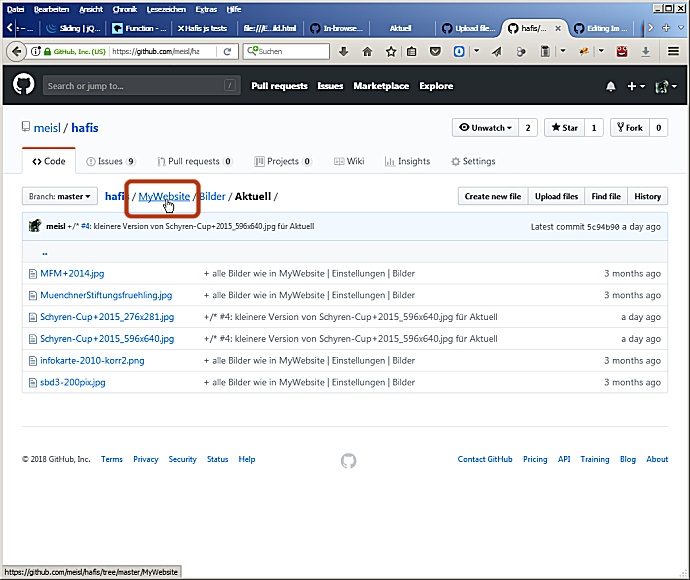 Datei Bearbeiten Ansicht Chronik Lesezeichen Extras Hilfe
Sliding | jQ... Function - ... Hafis js tests file:///E...ild.html In-browse... Aktuell Upload file... hafis/... Editing Im...
GitHub, Inc. (US) https://github.com/meisl/ha Suchen
Search or jump to... / Pull requests Issues Marketplace Explore
meisl / hafis Unwatch 2 Star 1 Fork 0
Code Issues 9 Pull requests 0 Projects 0 Wiki Insights Settings
Branch: master hafis / MyWebsite / Bilder / Aktuell / Create new file Upload files Find file History
meisl +/* #4: kleinere Version von Schyren-Cup+2015_596x640.jpg für Aktuell Latest commit 5c94b90 a day ago
..
MFM+2014.jpg + alle Bilder wie in MyWebsite | Einstellungen | Bilder 3 months ago
MuenchnerStiftungsfruehling.jpg + alle Bilder wie in MyWebsite | Einstellungen | Bilder 3 months ago
Schyren-Cup+2015_276x281.jpg +/* #4: kleinere Version von Schyren-Cup+2015_596x640.jpg für Aktuell a day ago
Schyren-Cup+2015_596x640.jpg +/* #4: kleinere Version von Schyren-Cup+2015_596x640.jpg für Aktuell a day ago
infokarte-2010-korr2.png + alle Bilder wie in MyWebsite | Einstellungen | Bilder 3 months ago
sbd3-200pix.jpg + alle Bilder wie in MyWebsite | Einstellungen | Bilder 3 months ago
© 2018 GitHub, Inc. Terms Privacy Security Status Help Contact GitHub Pricing API Training Blog About
https://github.com/meisl/hafis/tree/master/MyWebsite